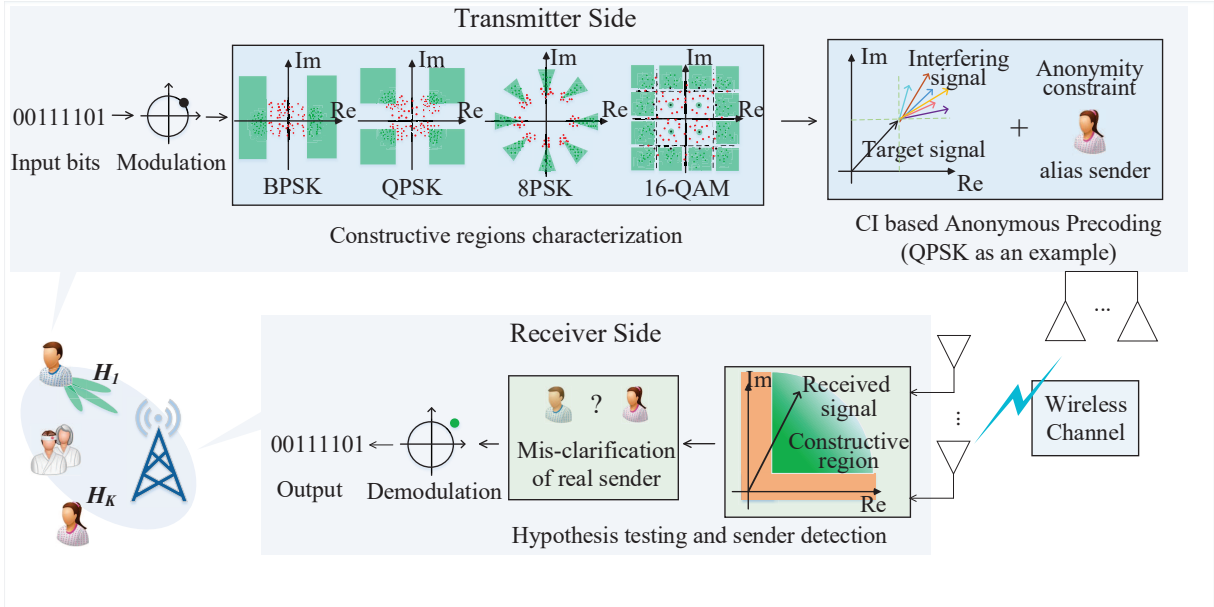 Transmitter Side
00111101
Input bits
Modulation
Im
Re
BPSK
Im
Re
QPSK
Im
Re
8PSK
Im
Re
16-QAM
Constructive regions characterization
Im
Interfering
signal
Target signal
Re
+
Anonymity
constraint
alias sender
CI based Anonymous Precoding
(QPSK as an example)
...
Wireless
Channel
Receiver Side
...
Im
Received
signal
Constructive
region
Re
?
Mis-clarification
of real sender
Demodulation
00111101
Output
Hypothesis testing and sender detection
H1
HK